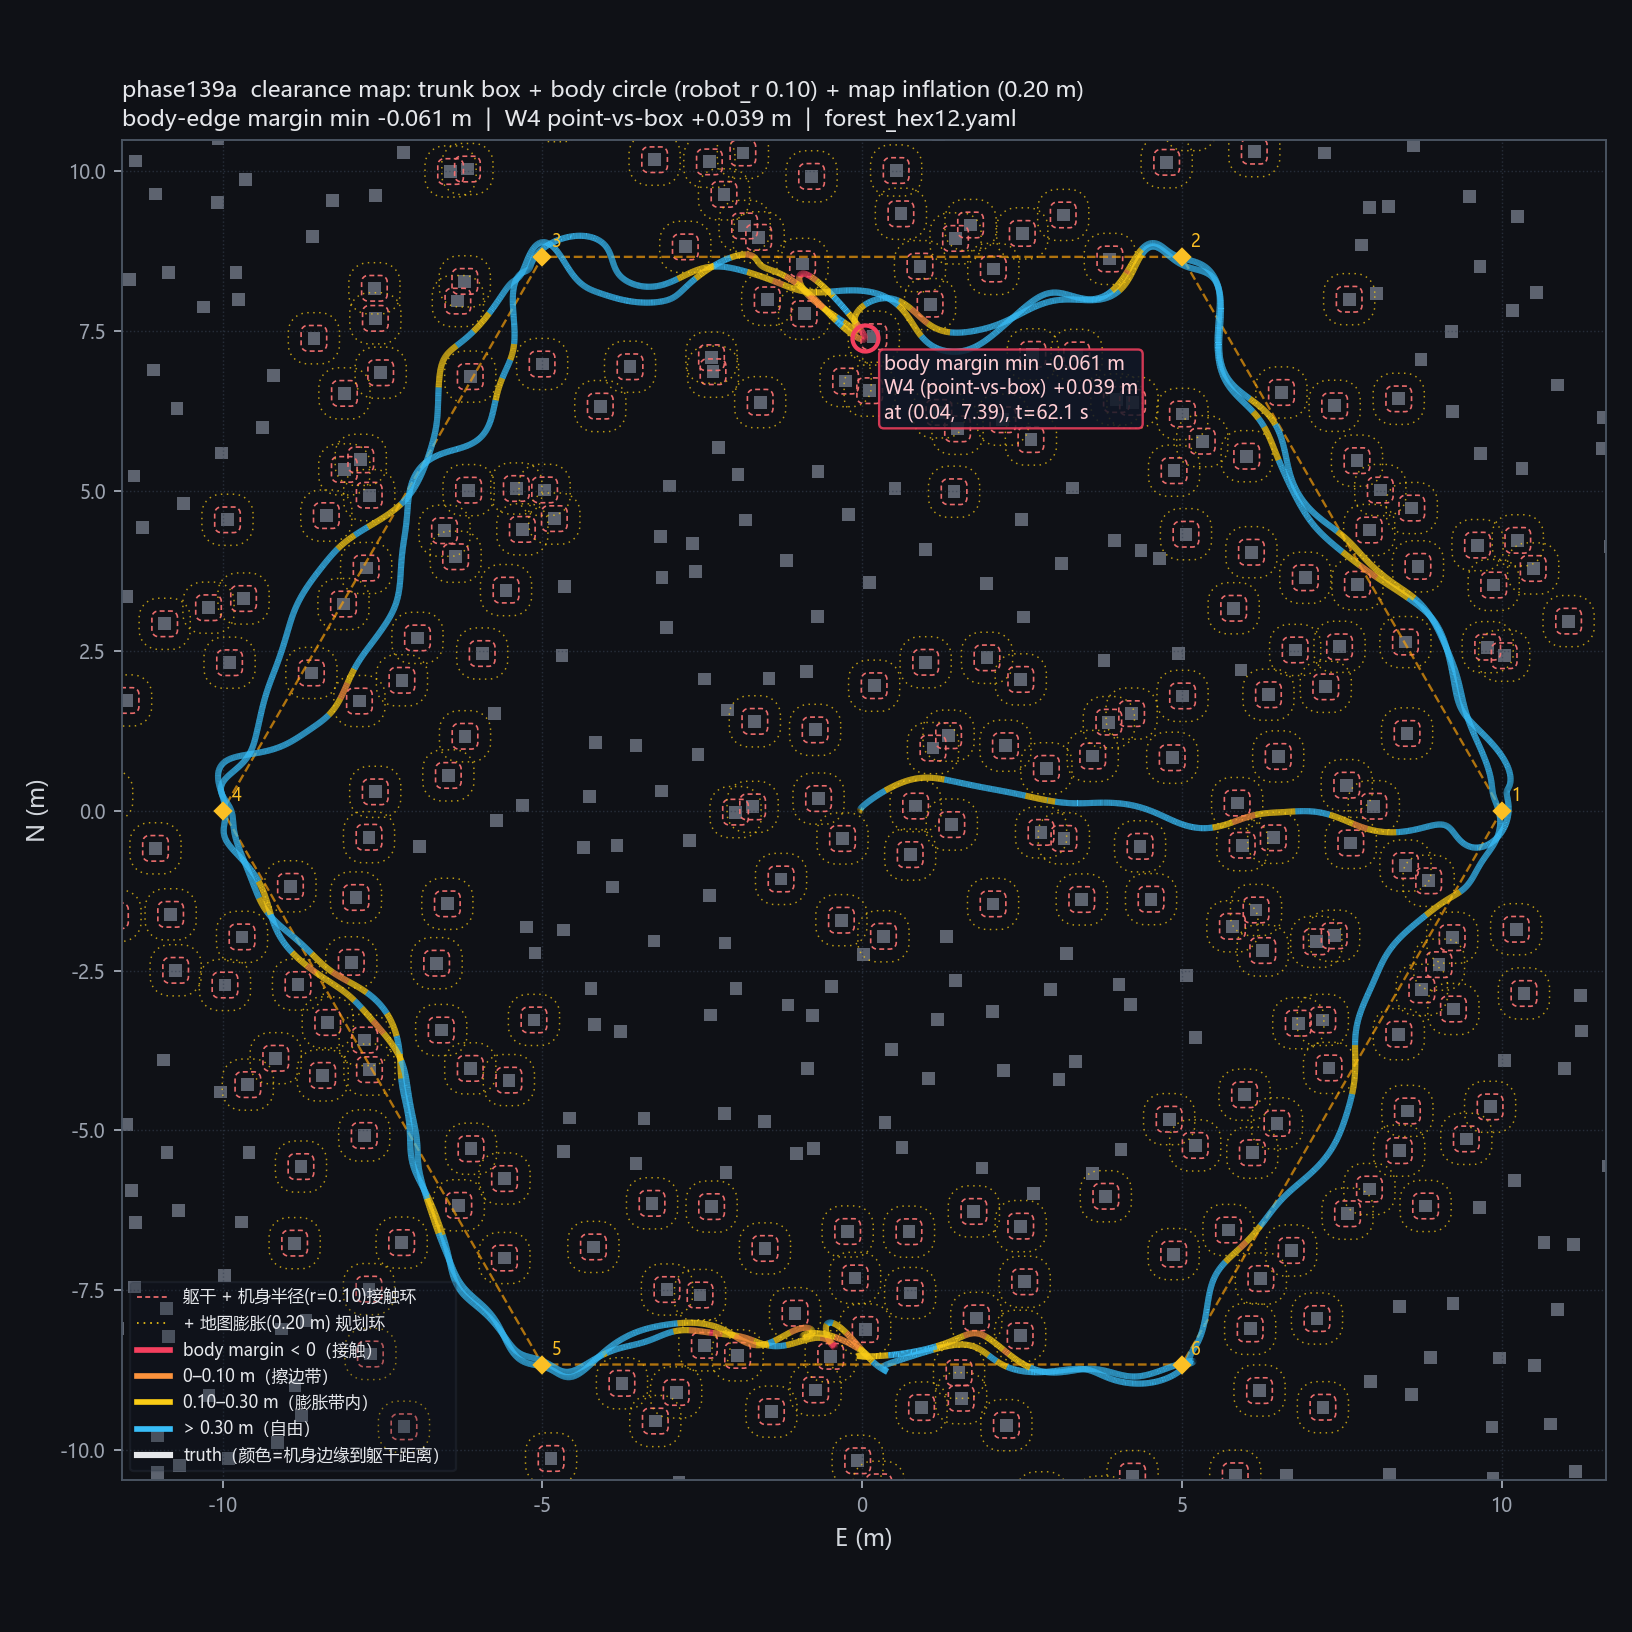 phase139a  clearance map: trunk box + body circle (robot_r 0.10) + map inflation (0.20 m)
body-edge margin min -0.061 m  |  W4 point-vs-box +0.039 m  |  forest_hex12.yaml
10.0
7.5
5.0
2.5
0.0
-2.5
-5.0
-7.5
-10.0
N (m)
3
2
body margin min -0.061 m
W4 (point-vs-box) +0.039 m
at (0.04, 7.39), t=62.1 s
4
1
5
6
躯干 + 机身半径(r=0.10)接触环
+ 地图膨胀(0.20 m) 规划环
body margin < 0（接触）
0–0.10 m（擦边带）
0.10–0.30 m（膨胀带内）
> 0.30 m（自由）
truth（颜色=机身边缘到躯干距离）
-10
-5
0
5
10
E (m)